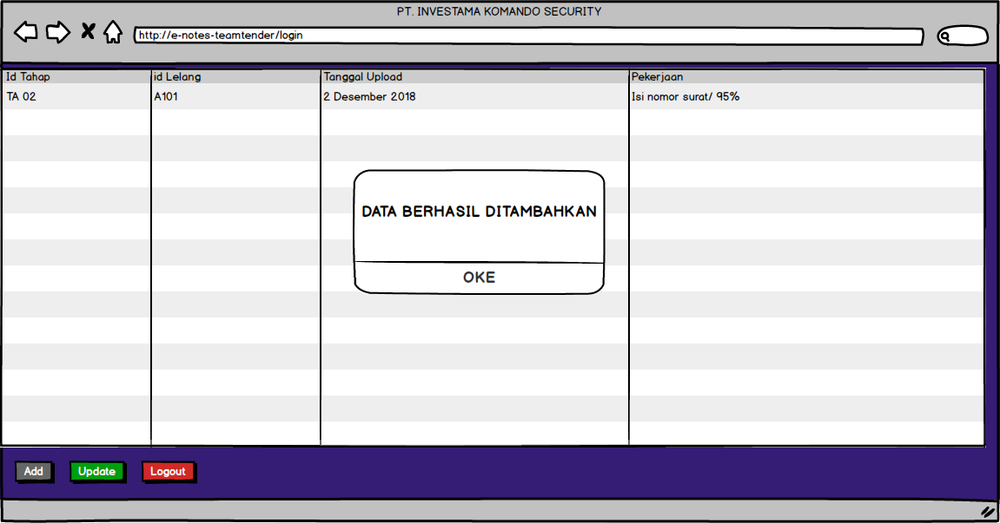 PT. INVESTAMA KOMANDO SECURITY
http://e-notes-teamtender/login
Id Tahap id Lelang Tanggal Upload Pekerjaan
TA 02 A101 2 Desember 2018 Isi nomor surat/ 95%
DATA BERHASIL DITAMBAHKAN
OKE
Add Update Logout